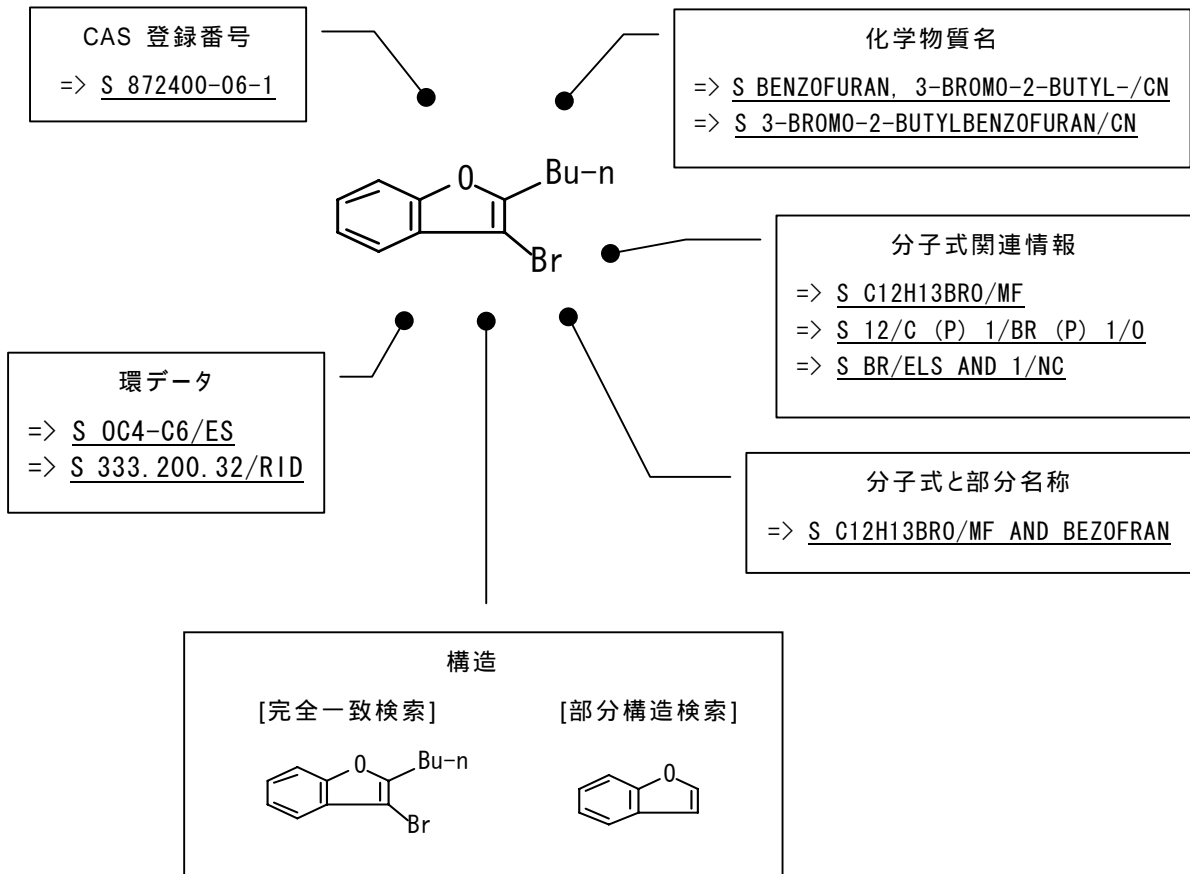 CAS 登録番号
=> S 872400-06-1
化学物質名
=> S BENZOFURAN, 3-BROMO-2-BUTYL-/CN
=> S 3-BROMO-2-BUTYLBENZOFURAN/CN
O
Bu-n
Br
分子式関連情報
=> S C12H13BRO/MF
=> S 12/C (P) 1/BR (P) 1/O
=> S BR/ELS AND 1/NC
環データ
=> S OC4-C6/ES
=> S 333.200.32/RID
分子式と部分名称
=> S C12H13BRO/MF AND BEZOFRAN
構造
[完全一致検索] [部分構造検索]
O
Bu-n
Br
O